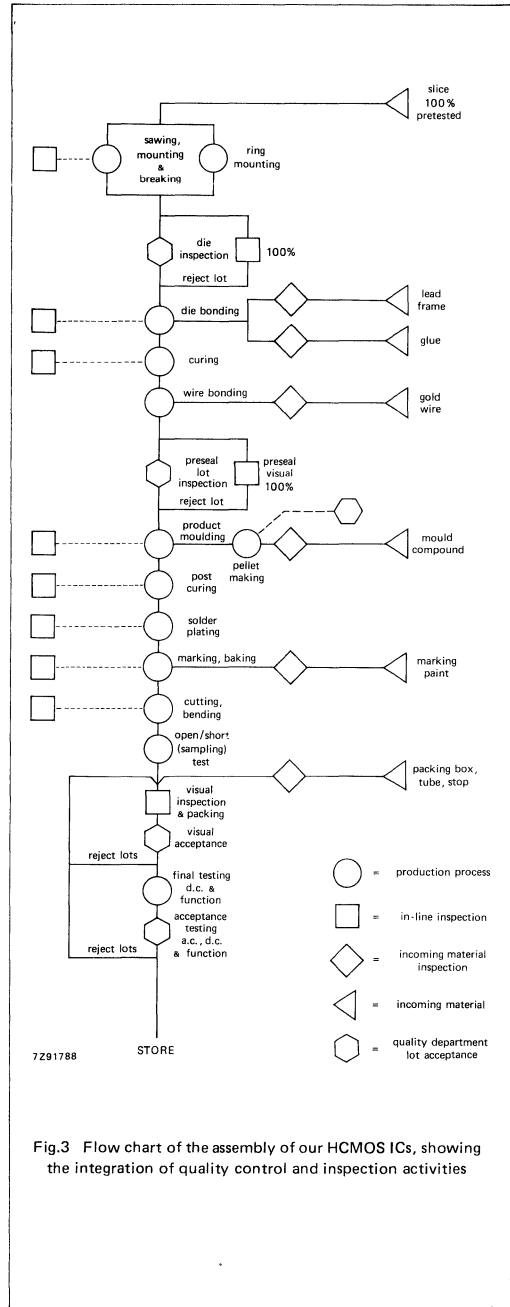 slice
100%
pretested
sawing,
mounting
&
breaking
ring
mounting
die
inspection
100%
reject lot
die bonding
lead
frame
glue
curing
wire bonding
gold
wire
preseal
lot
inspection
preseal
visual
100%
reject lot
product
moulding
pellet
making
mould
compound
post
curing
solder
plating
marking, baking
marking
paint
cutting,
bending
open/short
(sampling)
test
packing box,
tube, stop
visual
inspection
& packing
visual
acceptance
reject lots
final testing
d.c. &
function
acceptance
testing
a.c., d.c.
& function
reject lots
= production process
= in-line inspection
= incoming material
inspection
= incoming material
= quality department
lot acceptance
7Z91788
STORE
Fig.3 Flow chart of the assembly of our HCMOS ICs, showing
the integration of quality control and inspection activities